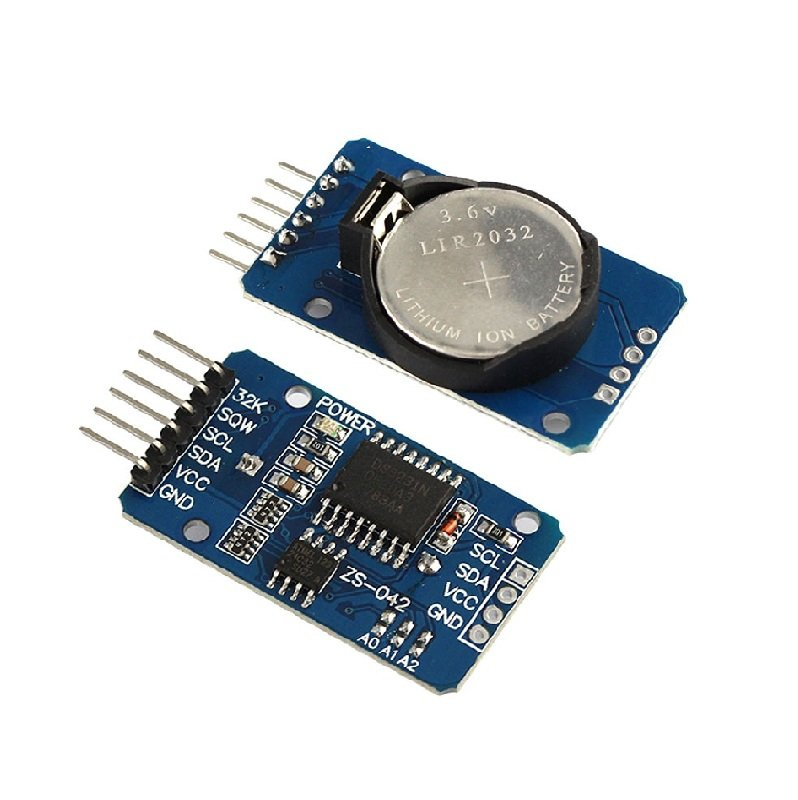 3.6V
LIR2032
+
LITHIUM ION BATTERY
POWER
32K
SQW
SCL
SDA
VCC
GND
DS3231N
ZS-042
SCL
SDA
VCC
GND
A0 A1 A2